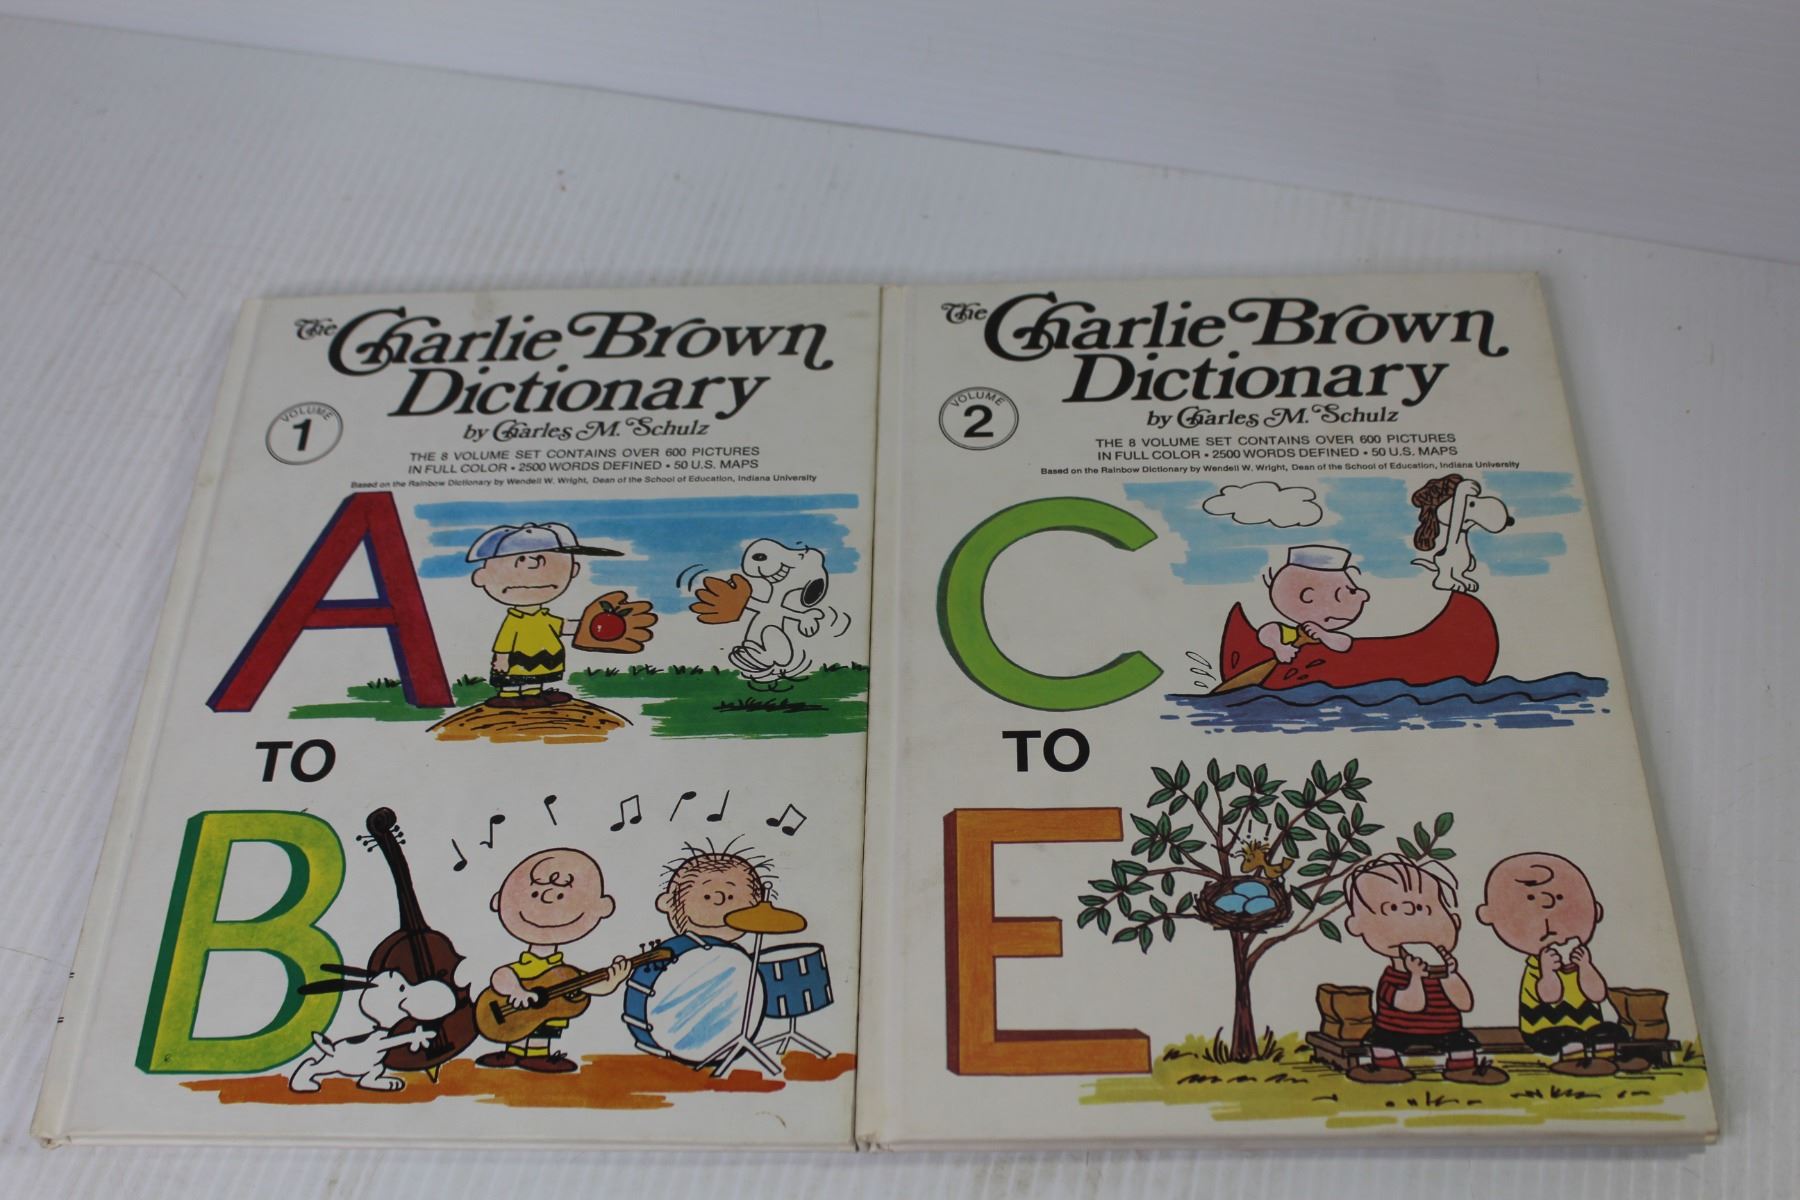 The Charlie Brown
Dictionary
by Charles M. Schulz
VOLUME
1
THE 8 VOLUME SET CONTAINS OVER 600 PICTURES
IN FULL COLOR • 2500 WORDS DEFINED • 50 U.S. MAPS
Based on the Rainbow Dictionary by Wendell W. Wright, Dean of the School of Education, Indiana University
A
TO
B
The Charlie Brown
Dictionary
by Charles M. Schulz
VOLUME
2
THE 8 VOLUME SET CONTAINS OVER 600 PICTURES
IN FULL COLOR • 2500 WORDS DEFINED • 50 U.S. MAPS
Based on the Rainbow Dictionary by Wendell W. Wright, Dean of the School of Education, Indiana University
C
TO
E